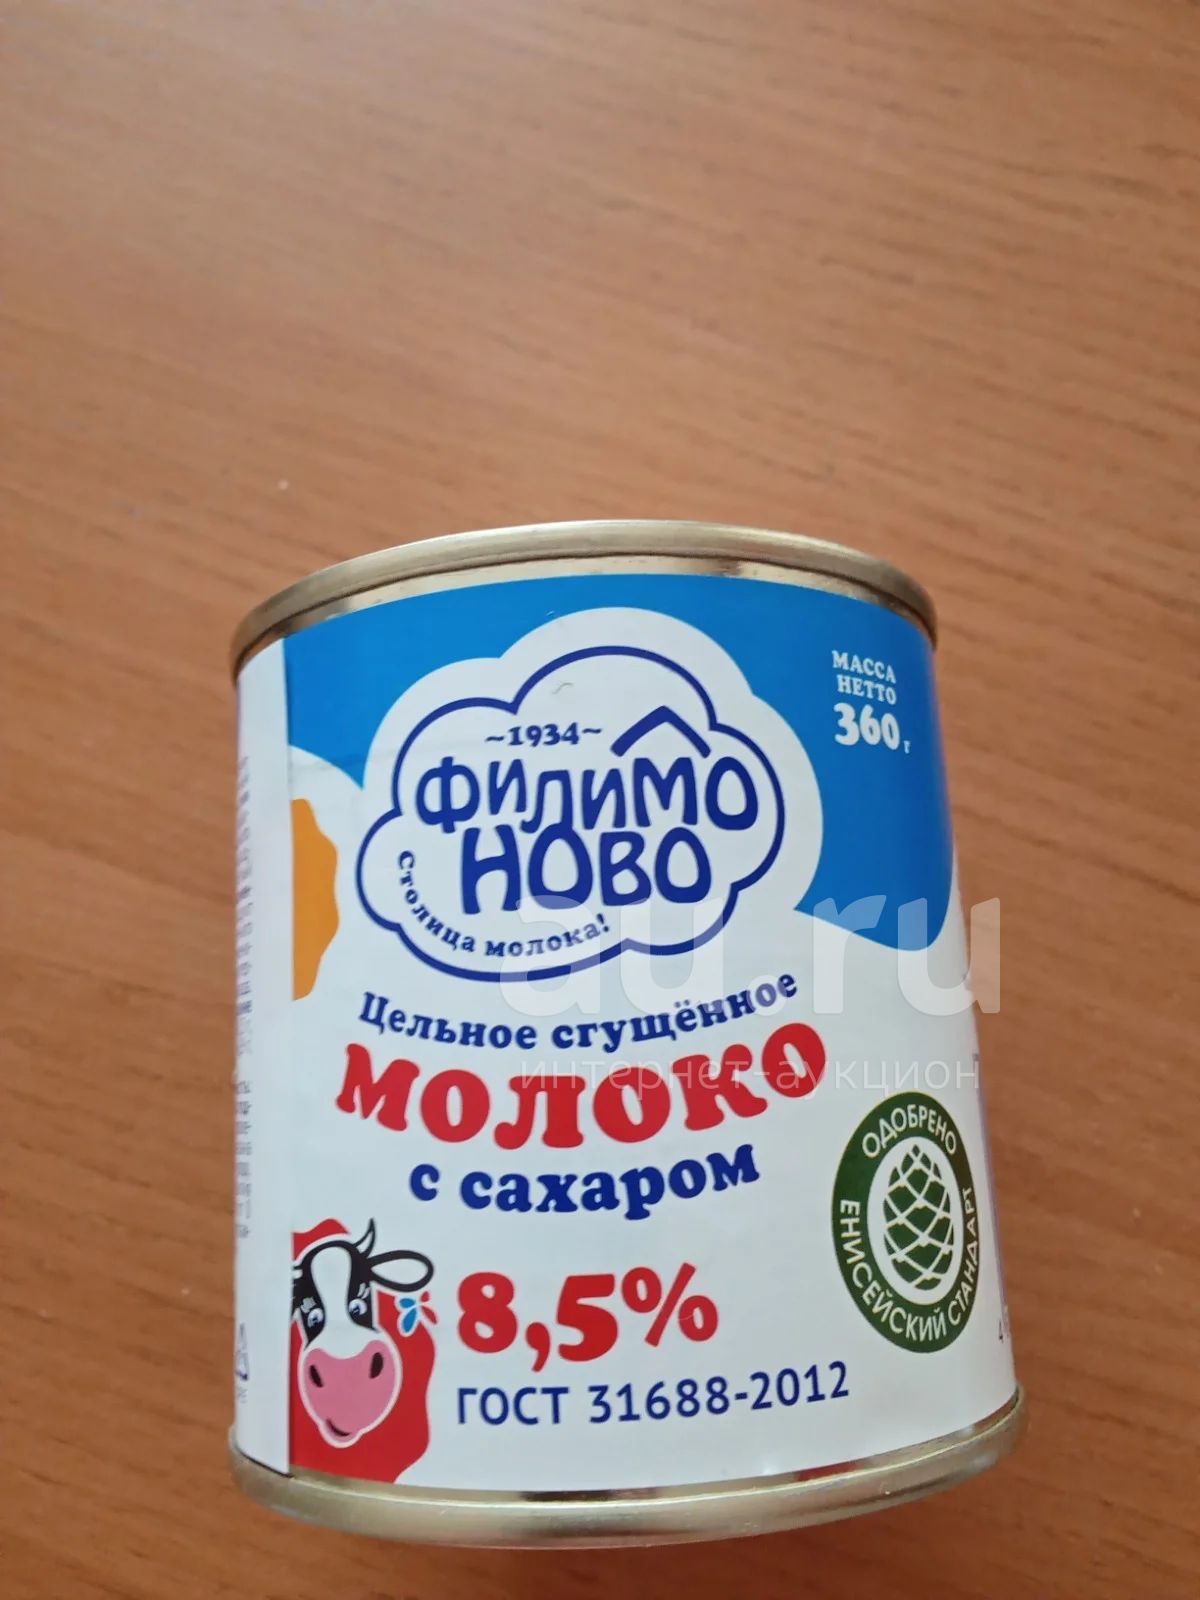 МАССА
НЕТТО
360 г
~1934~
ФИЛИМО
НОВО
Столица молока!
Цельное сгущённое
МОЛОКО
с сахаром
8,5%
ГОСТ 31688-2012
ОДОБРЕНО
ЕНИСЕЙСКИЙ СТАНДАРТ
au.ru
интернет-аукцион